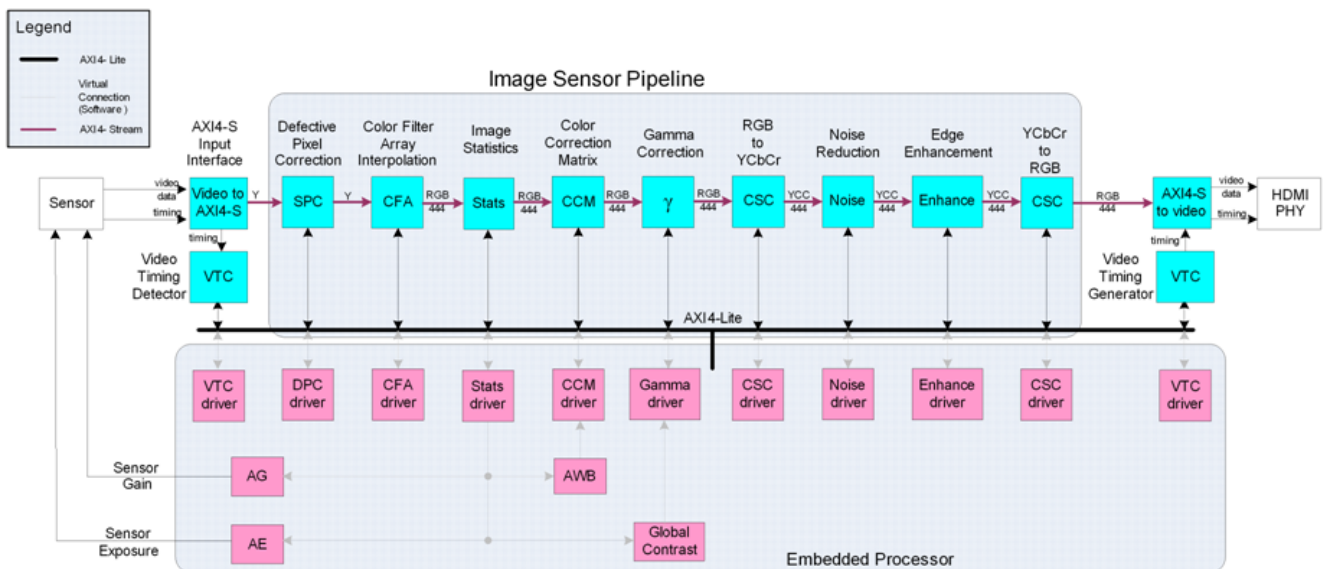 Legend
AXI4- Lite
Virtual
Connection
(Software )
AXI4- Stream
Image Sensor Pipeline
AXI4-S
Input
Interface
Defective
Pixel
Correction
Color Filter
Array
Interpolation
Image
Statistics
Color
Correction
Matrix
Gamma
Correction
RGB
to
YCbCr
Noise
Reduction
Edge
Enhancement
YCbCr
to
RGB
Sensor
video
data
timing
Video to
AXI4-S
Y
SPC
Y
CFA
RGB
444
Stats
RGB
444
CCM
RGB
444
γ
RGB
444
CSC
YCC
444
Noise
YCC
444
Enhance
YCC
444
CSC
RGB
444
AXI4-S
to video
video
data
timing
HDMI
PHY
timing
Video
Timing
Detector
VTC
timing
Video
Timing
Generator
VTC
AXI4-Lite
VTC
driver
DPC
driver
CFA
driver
Stats
driver
CCM
driver
Gamma
driver
CSC
driver
Noise
driver
Enhance
driver
CSC
driver
VTC
driver
Sensor
Gain
AG
AWB
Sensor
Exposure
AE
Global
Contrast
Embedded Processor